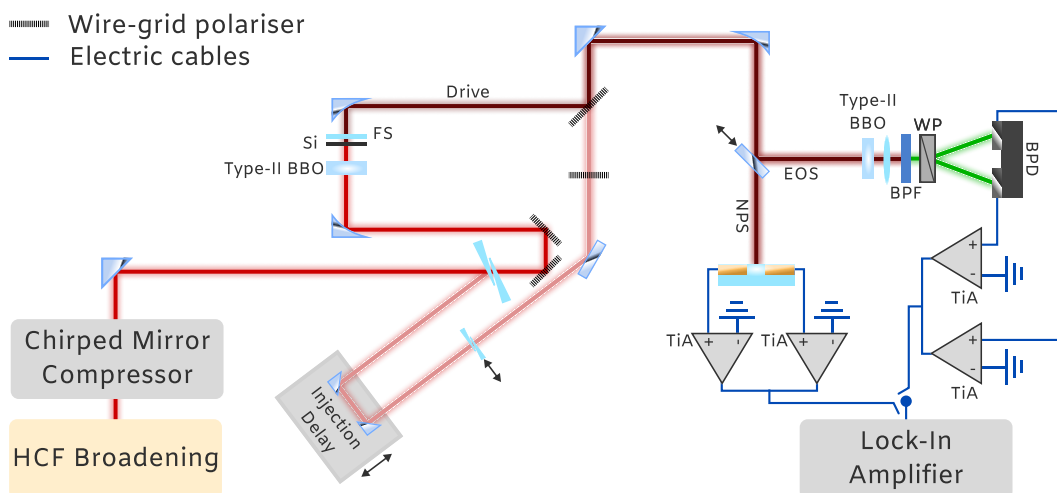 Wire-grid polariser
Electric cables
Drive
FS
Si
Type-II BBO
Type-II
BBO
WP
BPD
EOS
BPF
NPS
+
-
TiA
TiA
-
+
TiA
-
+
+
-
TiA
Chirped Mirror
Compressor
Injection
Delay
HCF Broadening
Lock-In
Amplifier